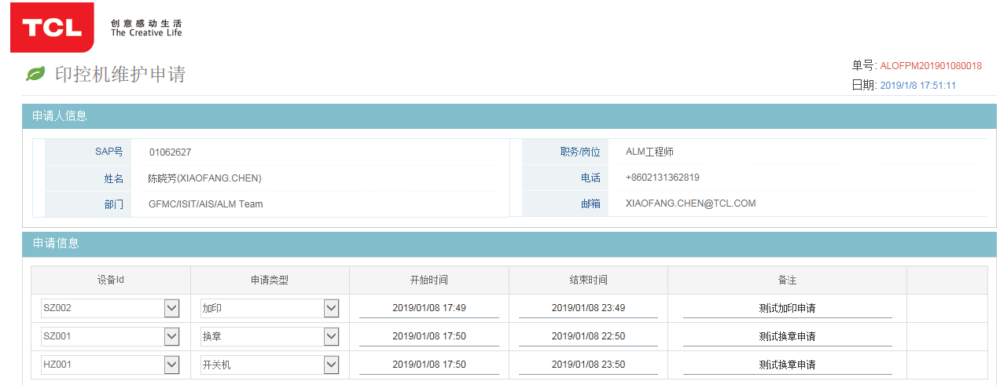 TCL 创意感动生活
The Creative Life
印控机维护申请
单号: ALOFPM201901080018
日期: 2019/1/8 17:51:11
申请人信息
SAP号 01062627 职务/岗位 ALM工程师
姓名 陈晓芳(XIAOFANG.CHEN) 电话 +8602131362819
部门 GFMC/ISIT/AIS/ALM Team 邮箱 XIAOFANG.CHEN@TCL.COM
申请信息
设备Id 申请类型 开始时间 结束时间 备注
SZ002 加印 2019/01/08 17:49 2019/01/08 23:49 测试加印申请
SZ001 换章 2019/01/08 17:50 2019/01/08 22:50 测试换章申请
HZ001 开关机 2019/01/08 17:50 2019/01/08 23:50 测试换章申请